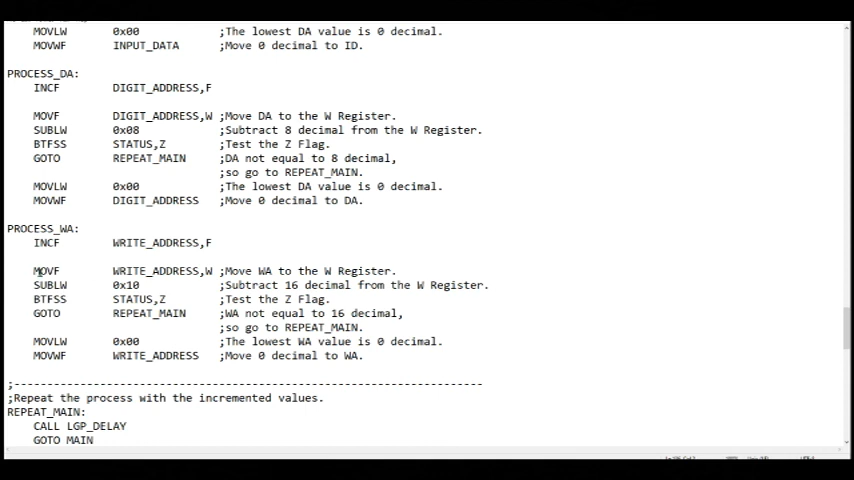 MOVLW 0x00 ;The lowest DA value is 0 decimal.
MOVWF INPUT_DATA ;Move 0 decimal to ID.
PROCESS_DA:
INCF DIGIT_ADDRESS,F
MOVF DIGIT_ADDRESS,W ;Move DA to the W Register.
SUBLW 0x08 ;Subtract 8 decimal from the W Register.
BTFSS STATUS,Z ;Test the Z Flag.
GOTO REPEAT_MAIN ;DA not equal to 8 decimal,
;so go to REPEAT_MAIN.
MOVLW 0x00 ;The lowest DA value is 0 decimal.
MOVWF DIGIT_ADDRESS ;Move 0 decimal to DA.
PROCESS_WA:
INCF WRITE_ADDRESS,F
MOVF WRITE_ADDRESS,W ;Move WA to the W Register.
SUBLW 0x10 ;Subtract 16 decimal from the W Register.
BTFSS STATUS,Z ;Test the Z Flag.
GOTO REPEAT_MAIN ;WA not equal to 16 decimal,
;so go to REPEAT_MAIN.
MOVLW 0x00 ;The lowest WA value is 0 decimal.
MOVWF WRITE_ADDRESS ;Move 0 decimal to WA.
;-----------------------------------------------------------------------
;Repeat the process with the incremented values.
REPEAT_MAIN:
CALL LGP_DELAY
GOTO MAIN